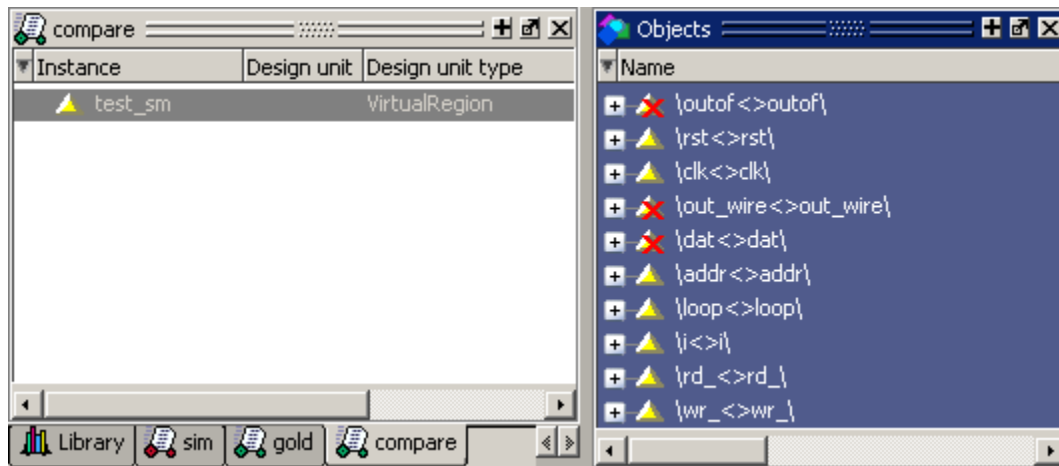 compare
Instance Design unit Design unit type
test_sm VirtualRegion
Library sim gold compare
Objects
Name
\outof<>outof\
\rst<>rst\
\clk<>clk\
\out_wire<>out_wire\
\dat<>dat\
\addr<>addr\
\loop<>loop\
\i<>i\
\rd_<>rd_\
\wr_<>wr_\